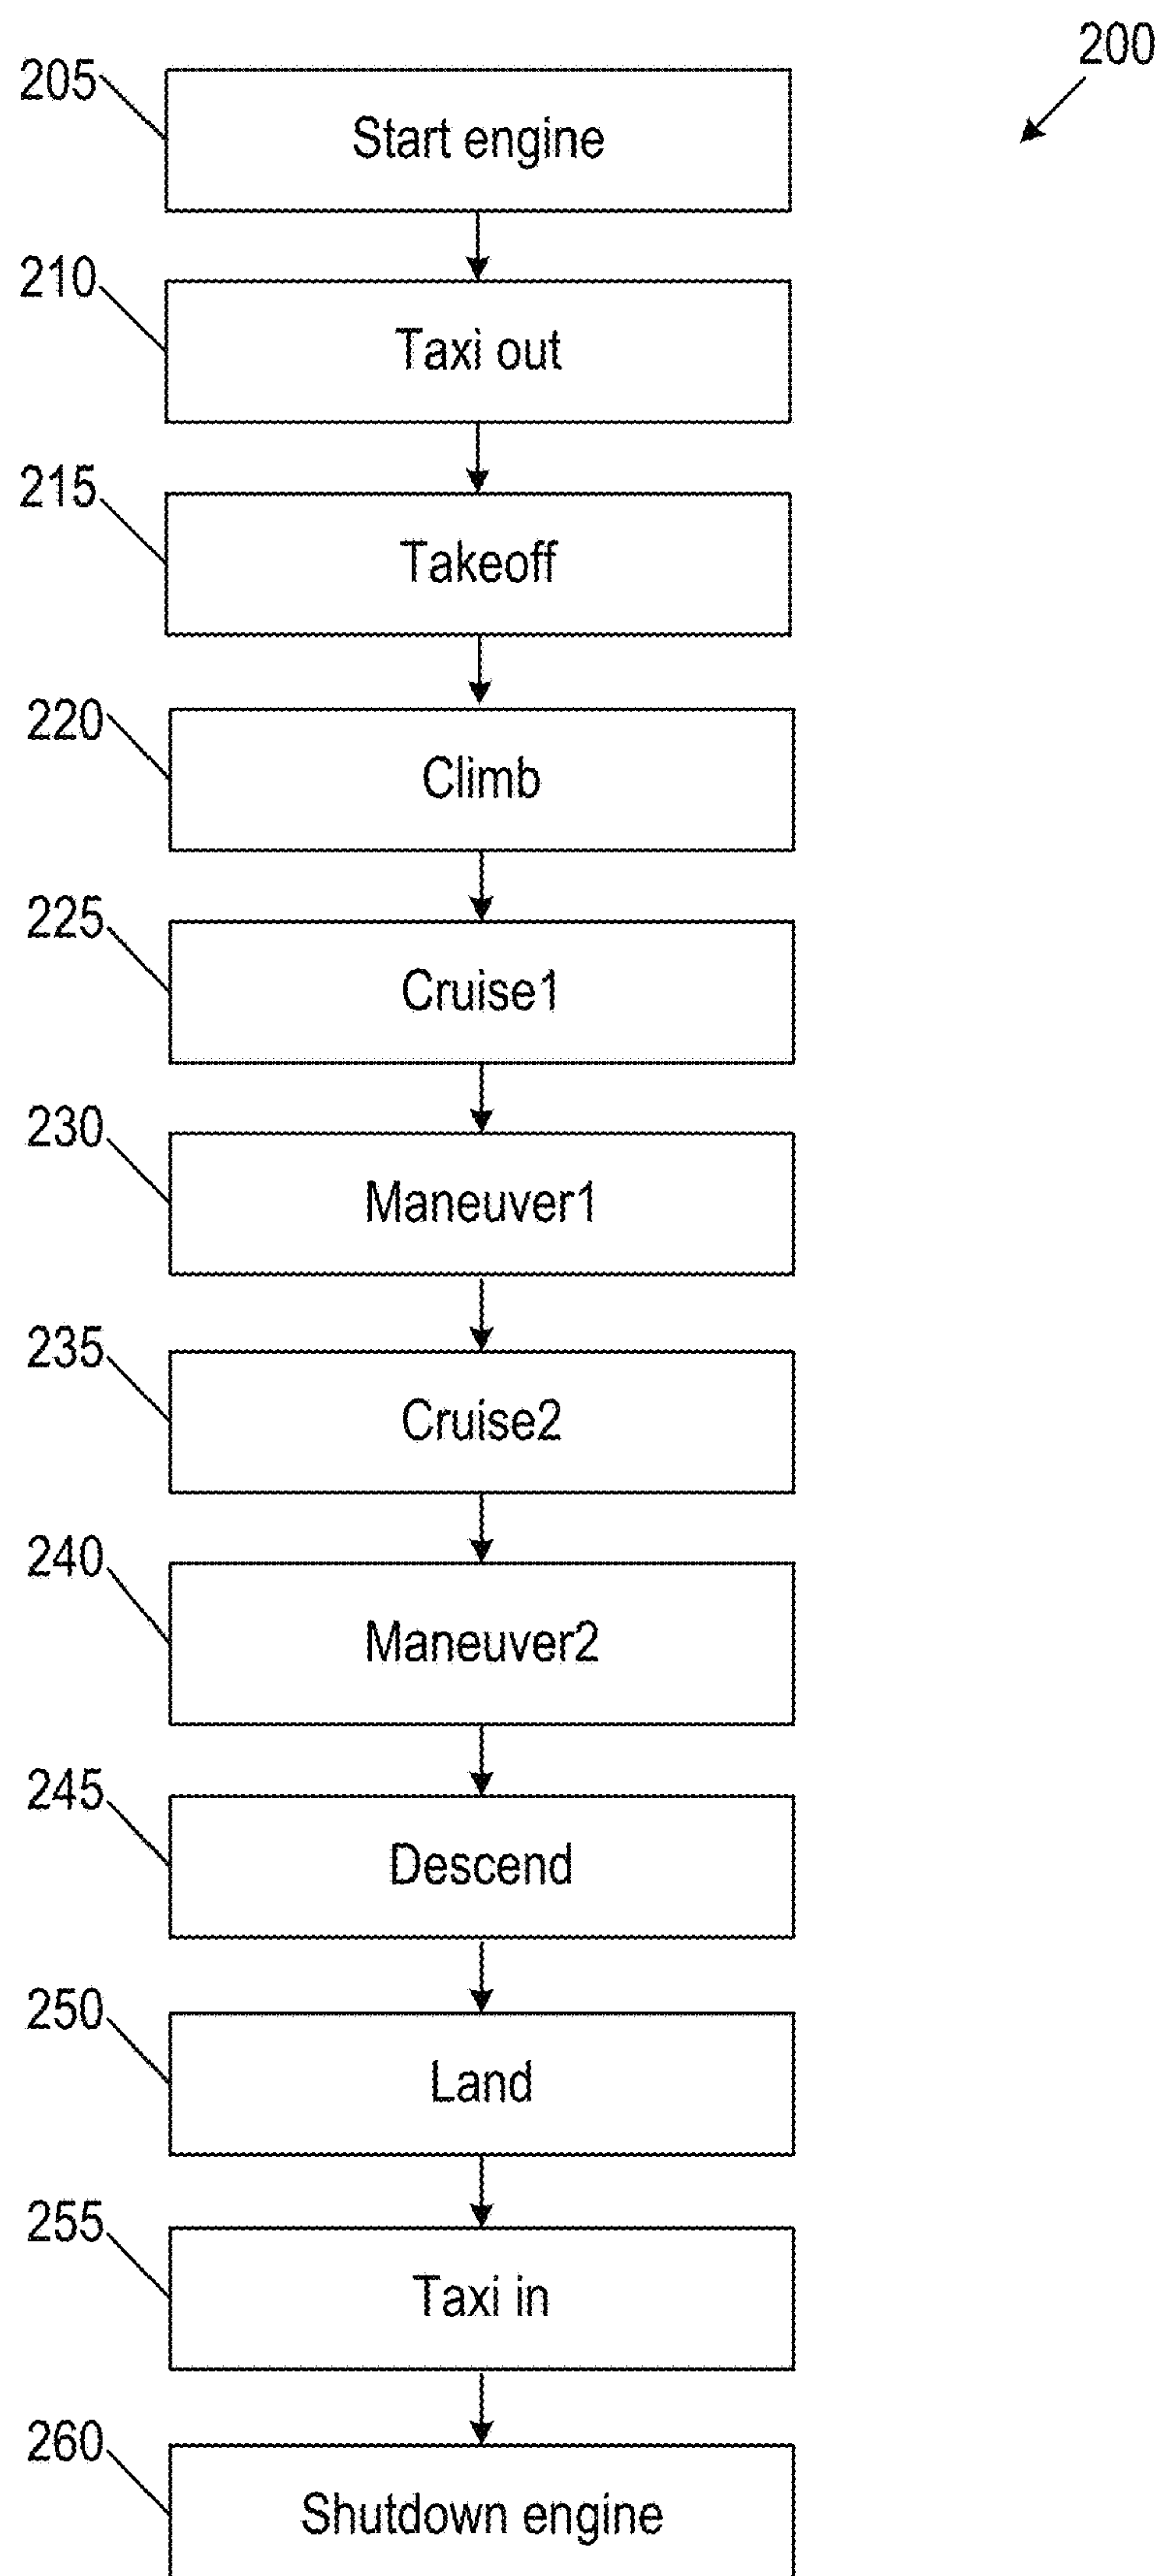 200
205
Start engine
210
Taxi out
215
Takeoff
220
Climb
225
Cruise1
230
Maneuver1
235
Cruise2
240
Maneuver2
245
Descend
250
Land
255
Taxi in
260
Shutdown engine